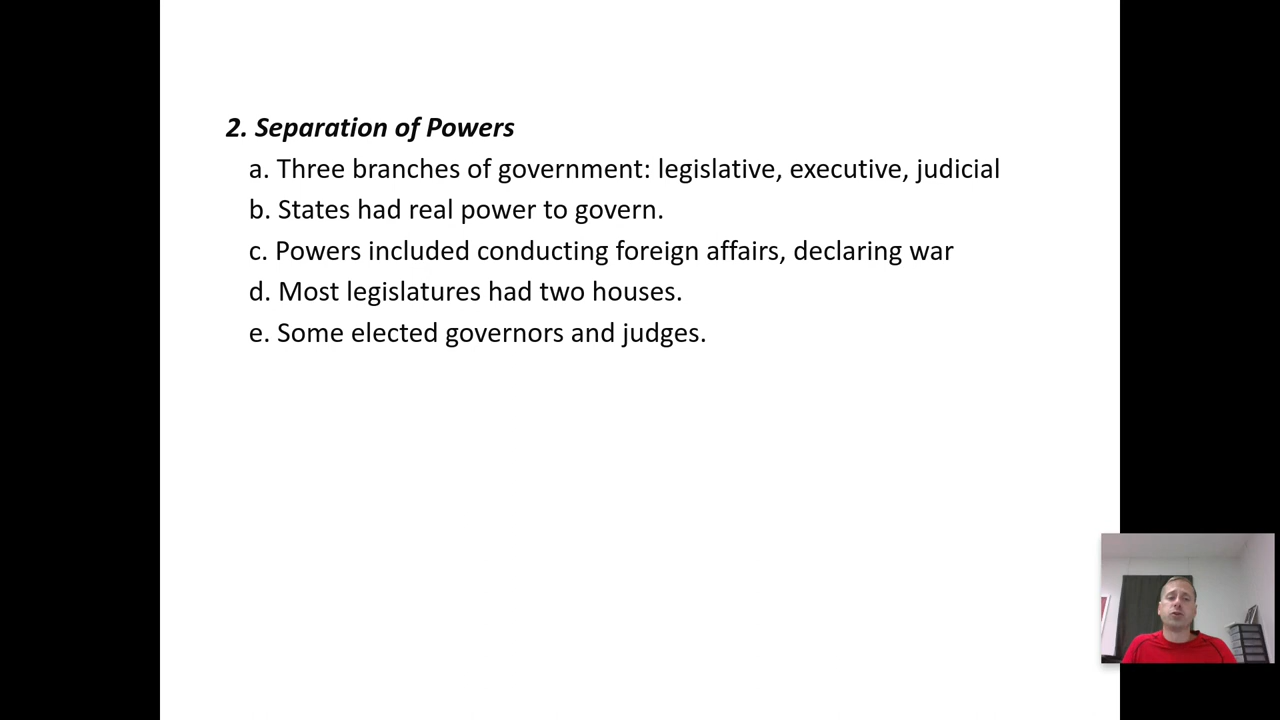 2. Separation of Powers
a. Three branches of government: legislative, executive, judicial
b. States had real power to govern.
c. Powers included conducting foreign affairs, declaring war
d. Most legislatures had two houses.
e. Some elected governors and judges.